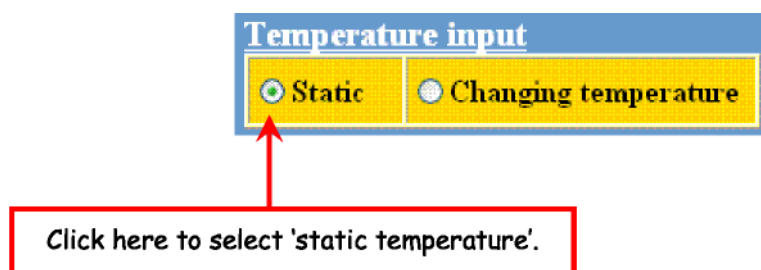 Temperature input
Static Changing temperature
Click here to select ‘static temperature’.